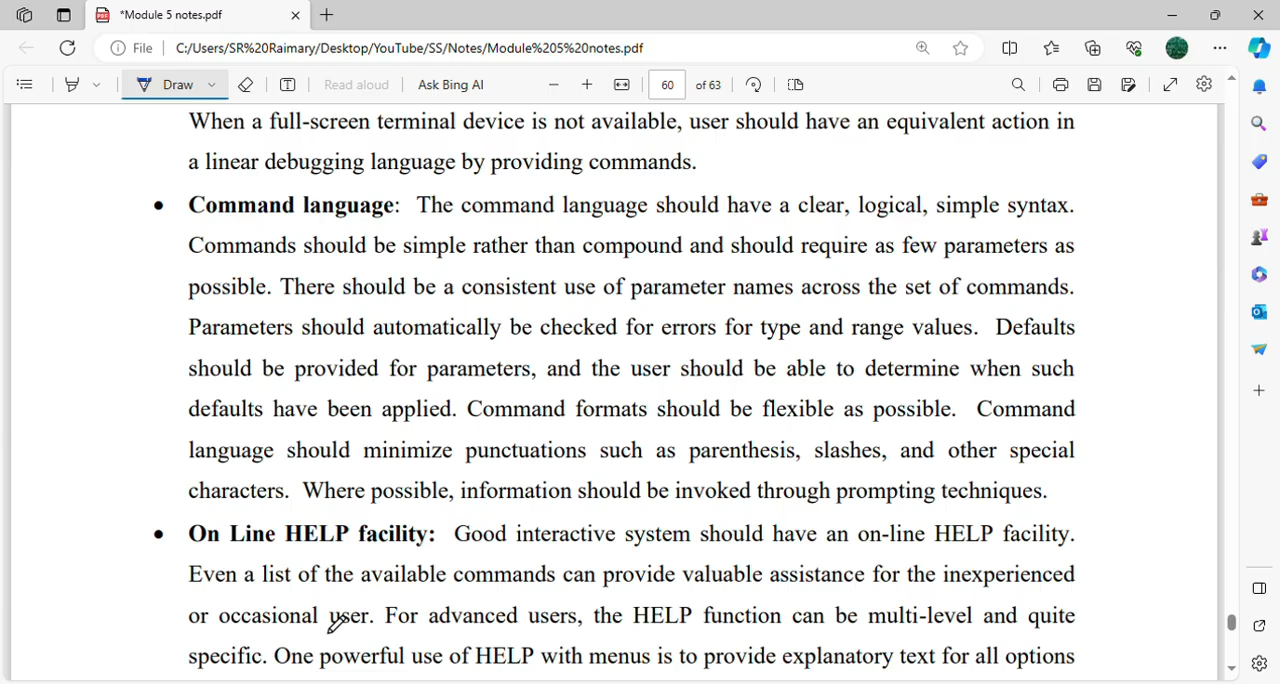 *Module 5 notes.pdf
File
C:/Users/SR%20Raimary/Desktop/YouTube/SS/Notes/Module%205%20notes.pdf
Draw
Read aloud
Ask Bing AI
60
of 63
When a full-screen terminal device is not available, user should have an equivalent action in
a linear debugging language by providing commands.
• Command language: The command language should have a clear, logical, simple syntax.
Commands should be simple rather than compound and should require as few parameters as
possible. There should be a consistent use of parameter names across the set of commands.
Parameters should automatically be checked for errors for type and range values. Defaults
should be provided for parameters, and the user should be able to determine when such
defaults have been applied. Command formats should be flexible as possible. Command
language should minimize punctuations such as parenthesis, slashes, and other special
characters. Where possible, information should be invoked through prompting techniques.
• On Line HELP facility: Good interactive system should have an on-line HELP facility.
Even a list of the available commands can provide valuable assistance for the inexperienced
or occasional user. For advanced users, the HELP function can be multi-level and quite
specific. One powerful use of HELP with menus is to provide explanatory text for all options